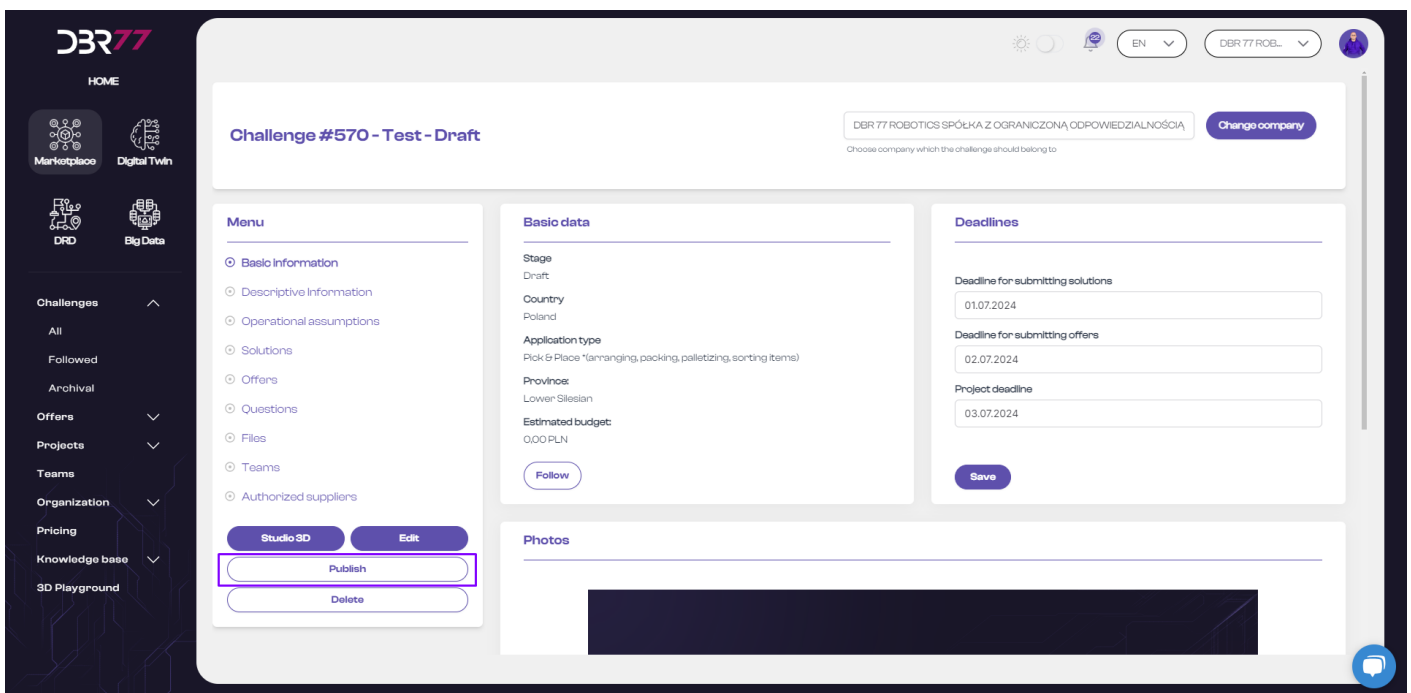 DBR77
HOME
Marketplace
Digital Twin
DRD
Big Data
Challenges
All
Followed
Archival
Offers
Projects
Teams
Organization
Pricing
Knowledge base
3D Playground
22
EN
DBR 77 ROB...
Challenge #570 - Test - Draft
DBR 77 ROBOTICS SPÓŁKA Z OGRANICZONĄ ODPOWIEDZIALNOŚCIĄ
Change company
Choose company which the challenge should belong to
Menu
Basic information
Descriptive Information
Operational assumptions
Solutions
Offers
Questions
Files
Teams
Authorized suppliers
Studio 3D
Edit
Publish
Delete
Basic data
Stage
Draft
Country
Poland
Application type
Pick & Place *(arranging, packing, palletizing, sorting items)
Province:
Lower Silesian
Estimated budget:
0,00 PLN
Follow
Deadlines
Deadline for submitting solutions
01.07.2024
Deadline for submitting offers
02.07.2024
Project deadline
03.07.2024
Save
Photos